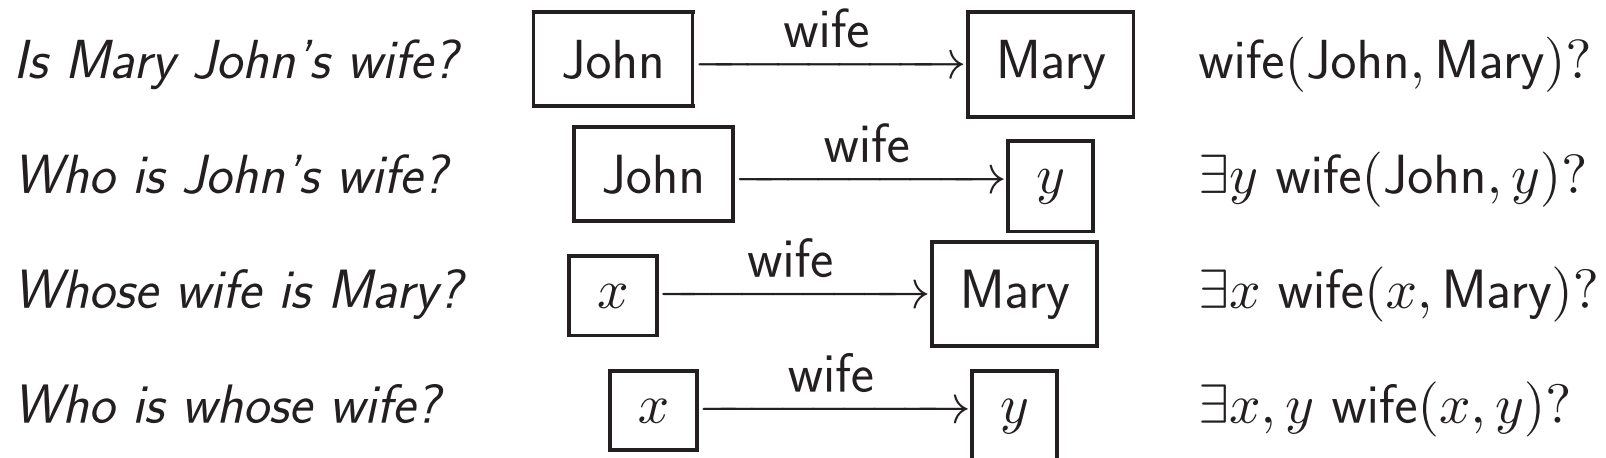 Is Mary John's wife? John wife Mary wife(John, Mary)?
Who is John's wife? John wife y ∃y wife(John, y)?
Whose wife is Mary? x wife Mary ∃x wife(x, Mary)?
Who is whose wife? x wife y ∃x, y wife(x, y)?